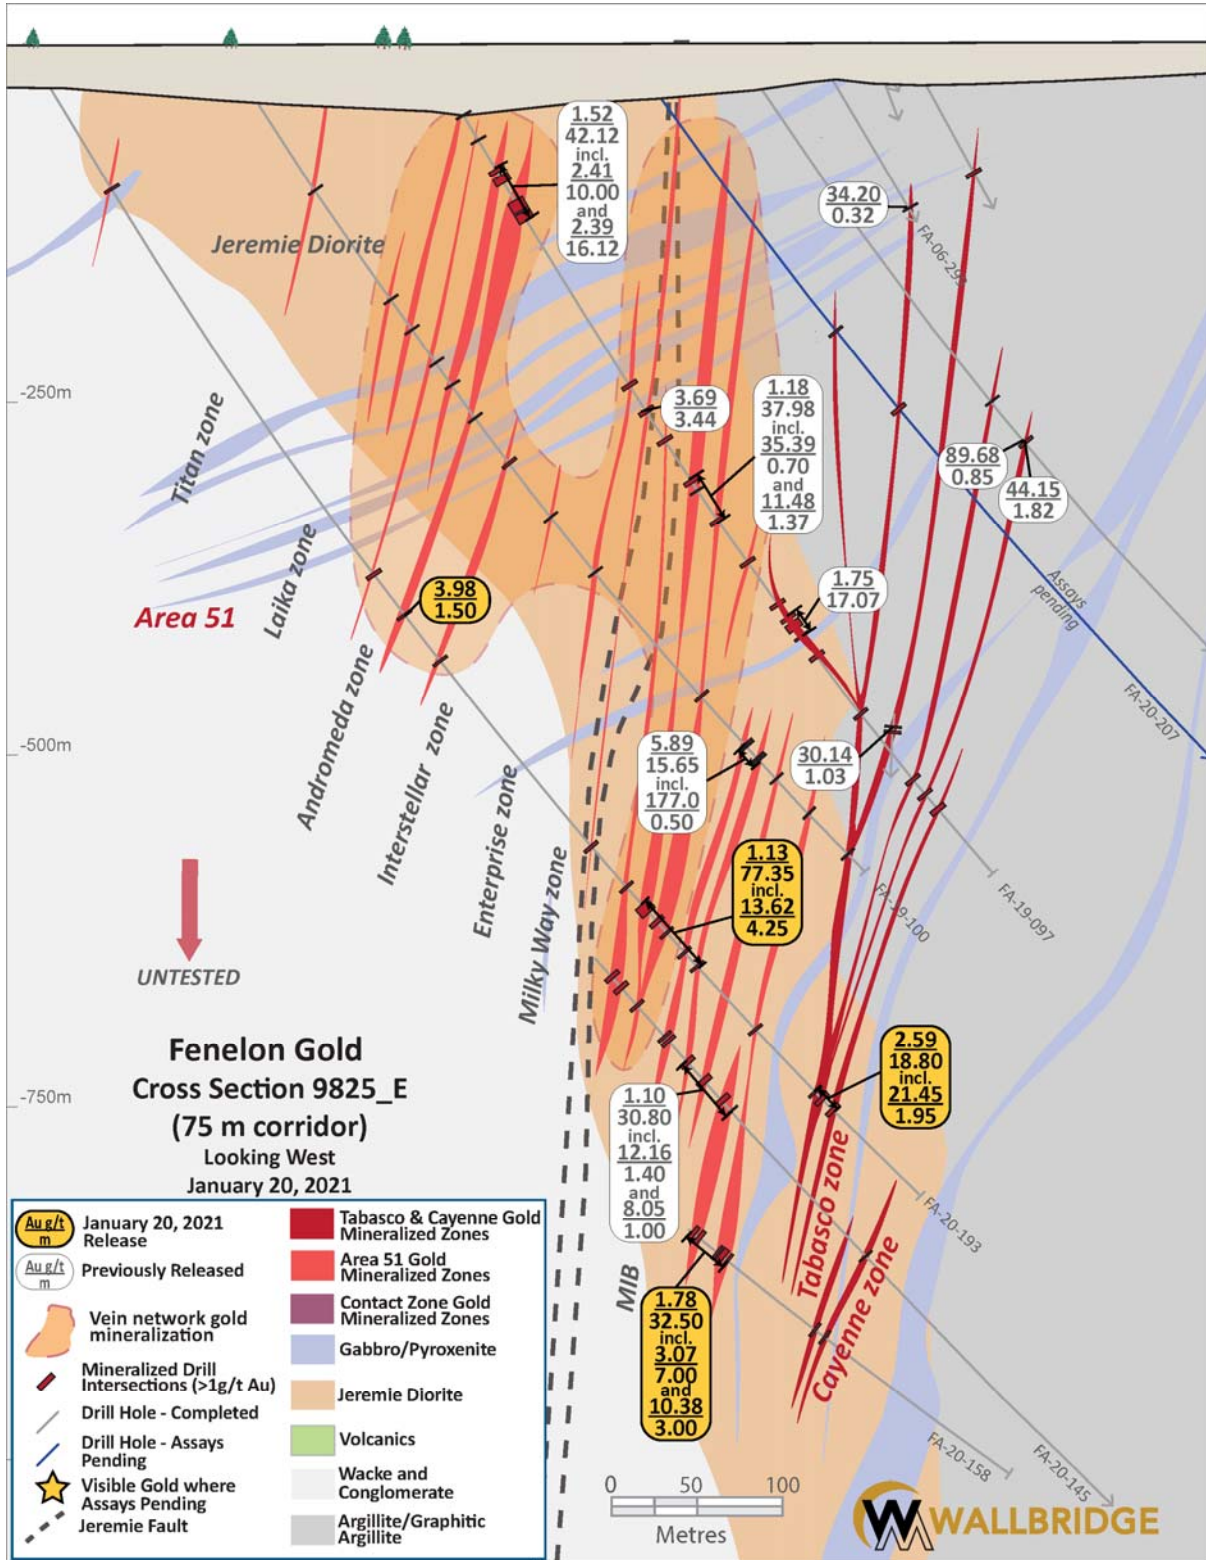 1.52
42.12
incl.
2.41
10.00
and
2.39
16.12
34.20
0.32
FA-06-295
Jeremie Diorite
-250m
3.69
3.44
1.18
37.98
incl.
35.39
0.70
and
11.48
1.37
89.68
0.85
44.15
1.82
Titan zone
Laika zone
Area 51
3.98
1.50
1.75
17.07
Assays
pending
FA-20-207
Andromeda zone
Interstellar zone
Enterprise zone
Milky Way zone
-500m
5.89
15.65
incl.
177.0
0.50
30.14
1.03
1.13
77.35
incl.
13.62
4.25
FA-19-100
FA-19-097
UNTESTED
Fenelon Gold
Cross Section 9825_E
(75 m corridor)
Looking West
January 20, 2021
-750m
1.10
30.80
incl.
12.16
1.40
and
8.05
1.00
2.59
18.80
incl.
21.45
1.95
Tabasco zone
Cayenne zone
FA-20-193
MIB
1.78
32.50
incl.
3.07
7.00
and
10.38
3.00
FA-20-158
FA-20-145
Au g/t
m
January 20, 2021
Release
Au g/t
m
Previously Released
Vein network gold
mineralization
Mineralized Drill
Intersections (>1g/t Au)
Drill Hole - Completed
Drill Hole - Assays
Pending
Visible Gold where
Assays Pending
Jeremie Fault
Tabasco & Cayenne Gold
Mineralized Zones
Area 51 Gold
Mineralized Zones
Contact Zone Gold
Mineralized Zones
Gabbro/Pyroxenite
Jeremie Diorite
Volcanics
Wacke and
Conglomerate
Argillite/Graphitic
Argillite
0 50 100
Metres
WALLBRIDGE